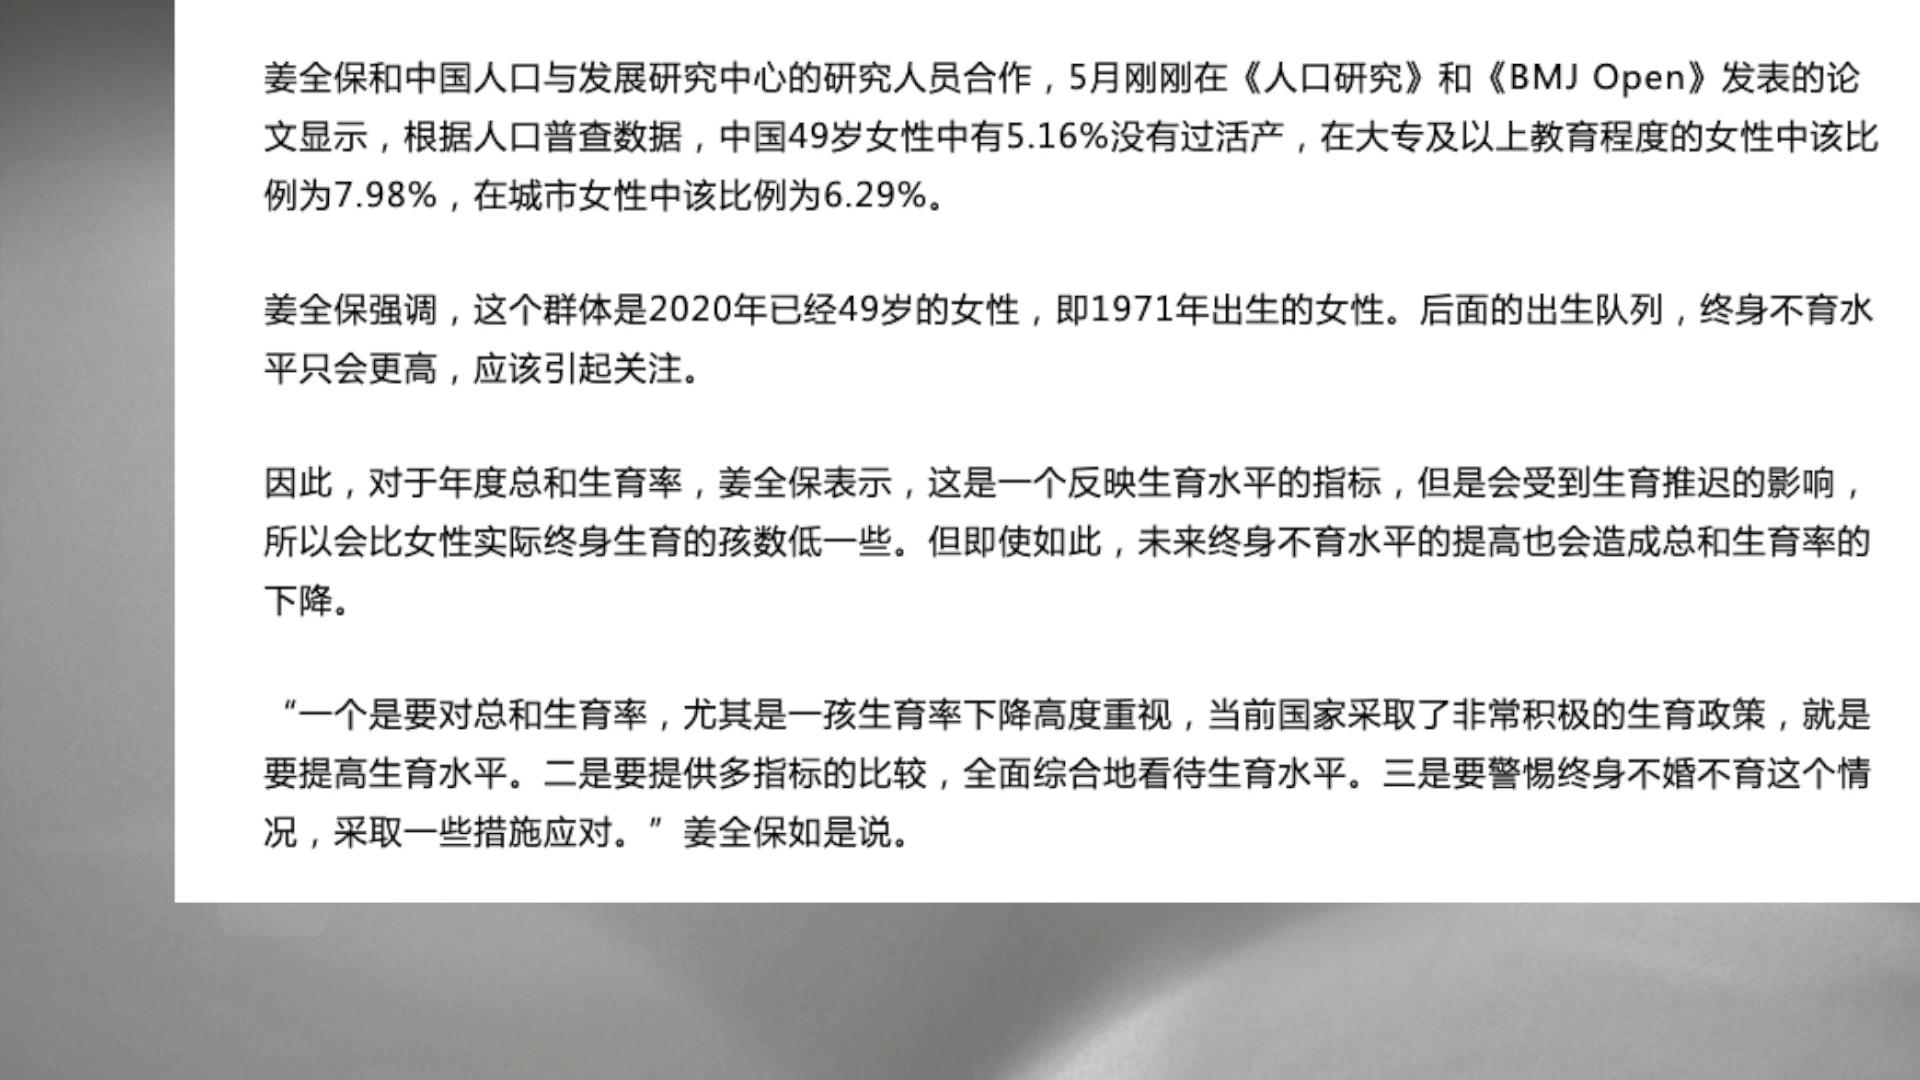 姜全保和中国人口与发展研究中心的研究人员合作，5月刚刚在《人口研究》和《BMJ Open》发表的论
文显示，根据人口普查数据，中国49岁女性中有5.16%没有过活产，在大专及以上教育程度的女性中该比
例为7.98%，在城市女性中该比例为6.29%。
姜全保强调，这个群体是2020年已经49岁的女性，即1971年出生的女性。后面的出生队列，终身不育水
平只会更高，应该引起关注。
因此，对于年度总和生育率，姜全保表示，这是一个反映生育水平的指标，但是会受到生育推迟的影响，
所以会比女性实际终身生育的孩数低一些。但即使如此，未来终身不育水平的提高也会造成总和生育率的
下降。
“一个是要对总和生育率，尤其是一孩生育率下降高度重视，当前国家采取了非常积极的生育政策，就是
要提高生育水平。二是要提供多指标的比较，全面综合地看待生育水平。三是要警惕终身不婚不育这个情
况，采取一些措施应对。”姜全保如是说。